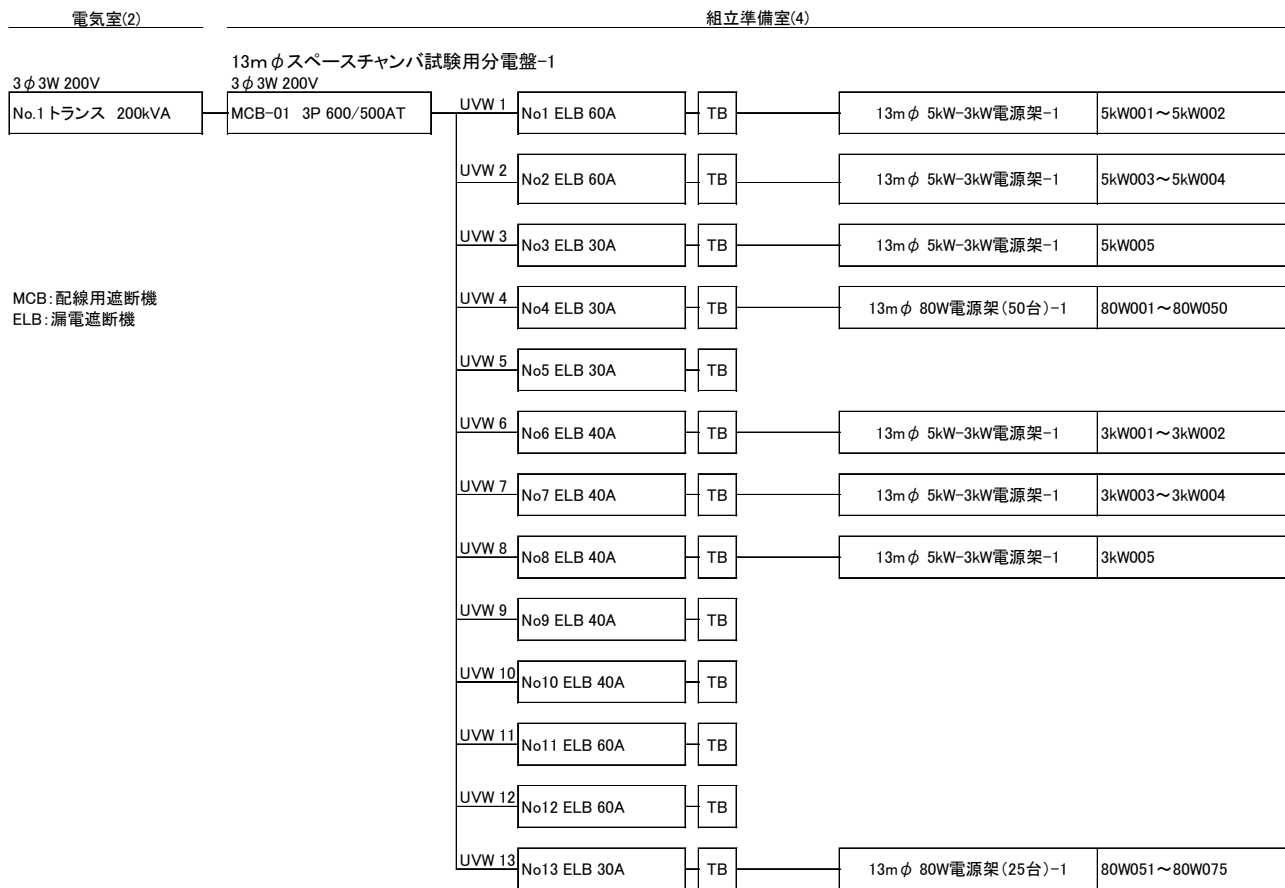 電気室(2)
組立準備室(4)
13mφスペースチャンバ試験用分電盤-1
3φ3W 200V
3φ3W 200V
No.1トランス 200kVA
MCB-01 3P 600/500AT
UVW 1
No1 ELB 60A
TB
13mφ 5kW-3kW電源架-1
5kW001～5kW002
UVW 2
No2 ELB 60A
TB
13mφ 5kW-3kW電源架-1
5kW003～5kW004
UVW 3
No3 ELB 30A
TB
13mφ 5kW-3kW電源架-1
5kW005
MCB:配線用遮断機
ELB:漏電遮断機
UVW 4
No4 ELB 30A
TB
13mφ 80W電源架(50台)-1
80W001～80W050
UVW 5
No5 ELB 30A
TB
UVW 6
No6 ELB 40A
TB
13mφ 5kW-3kW電源架-1
3kW001～3kW002
UVW 7
No7 ELB 40A
TB
13mφ 5kW-3kW電源架-1
3kW003～3kW004
UVW 8
No8 ELB 40A
TB
13mφ 5kW-3kW電源架-1
3kW005
UVW 9
No9 ELB 40A
TB
UVW 10
No10 ELB 40A
TB
UVW 11
No11 ELB 60A
TB
UVW 12
No12 ELB 60A
TB
UVW 13
No13 ELB 30A
TB
13mφ 80W電源架(25台)-1
80W051～80W075